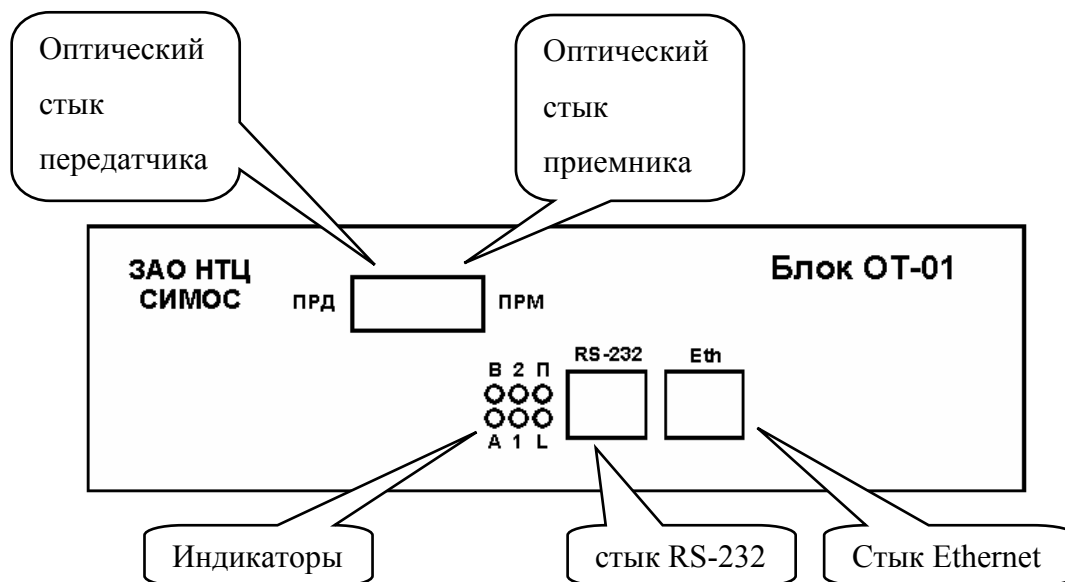 Оптический
стык
передатчика
Оптический
стык
приемника
ЗАО НТЦ
СИМОС
Блок ОТ-01
ПРД
ПРМ
RS-232
Eth
В 2 П
А 1 L
Индикаторы
стык RS-232
Стык Ethernet